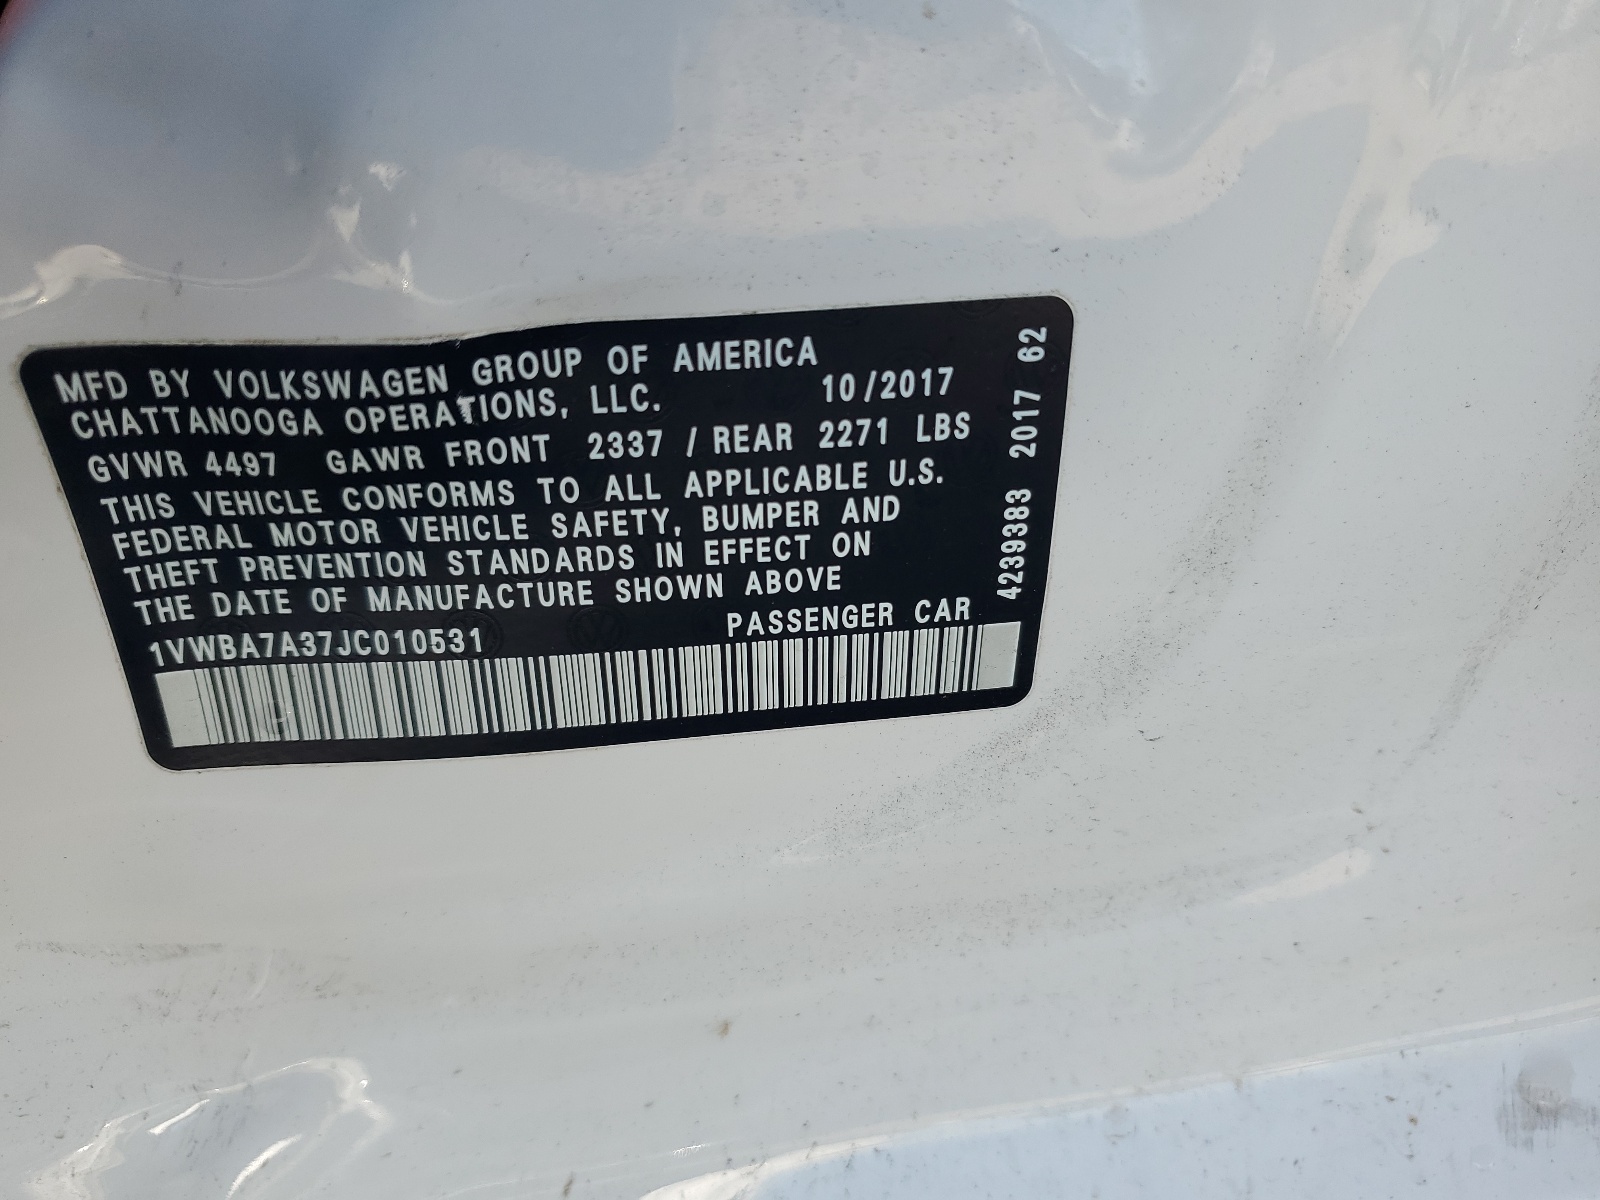 MFD BY VOLKSWAGEN GROUP OF AMERICA
CHATTANOOGA OPERATIONS, LLC. 10/2017
GVWR 4497 GAWR FRONT 2337 / REAR 2271 LBS
THIS VEHICLE CONFORMS TO ALL APPLICABLE U.S.
FEDERAL MOTOR VEHICLE SAFETY, BUMPER AND
THEFT PREVENTION STANDARDS IN EFFECT ON
THE DATE OF MANUFACTURE SHOWN ABOVE
1VWBA7A37JC010531 PASSENGER CAR
4239383 2017 62